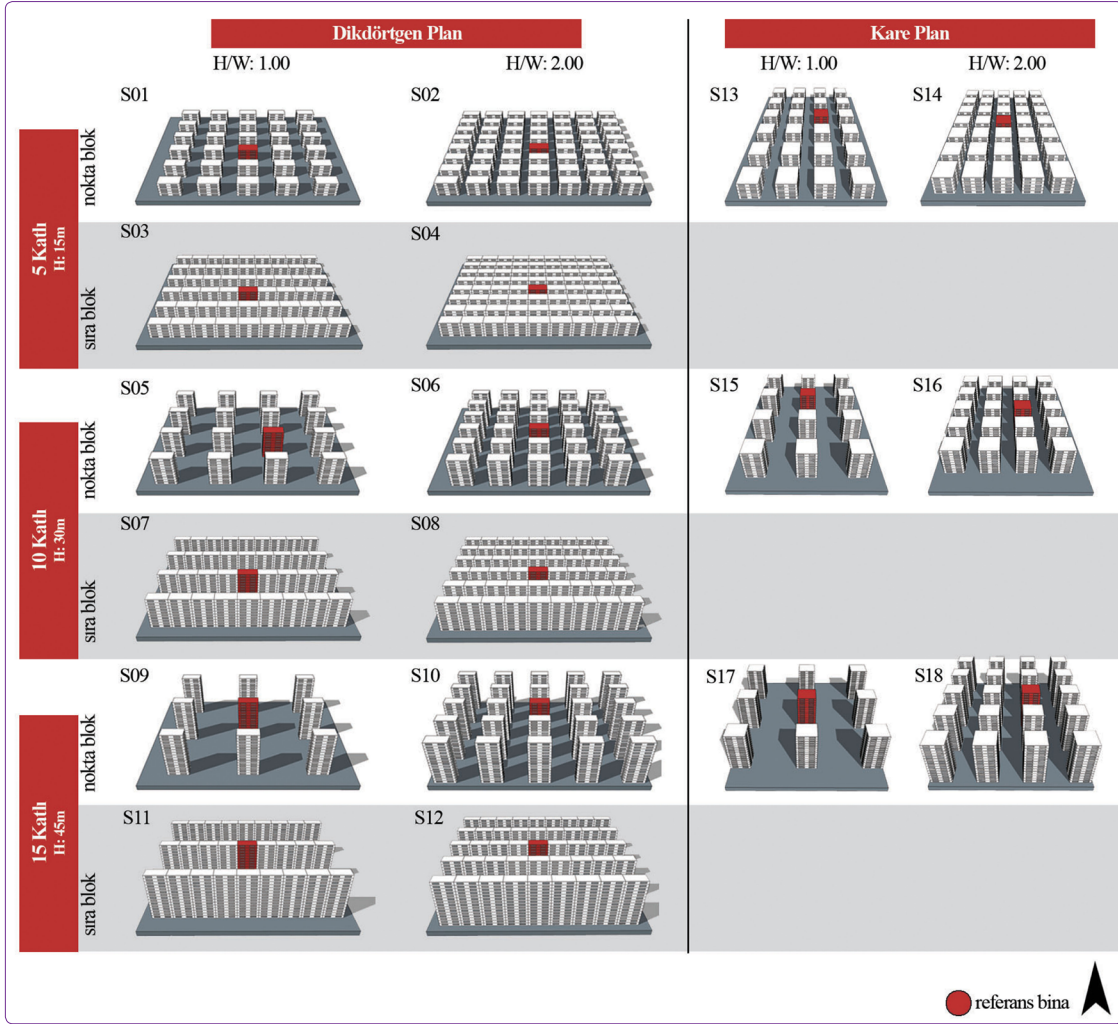 Dikdörtgen Plan
Kare Plan
H/W: 1.00
H/W: 2.00
H/W: 1.00
H/W: 2.00
5 Katlı
H: 15m
nokta blok
S01
S02
S13
S14
sıra blok
S03
S04
10 Katlı
H: 30m
nokta blok
S05
S06
S15
S16
sıra blok
S07
S08
15 Katlı
H: 45m
nokta blok
S09
S10
S17
S18
sıra blok
S11
S12
referans bina